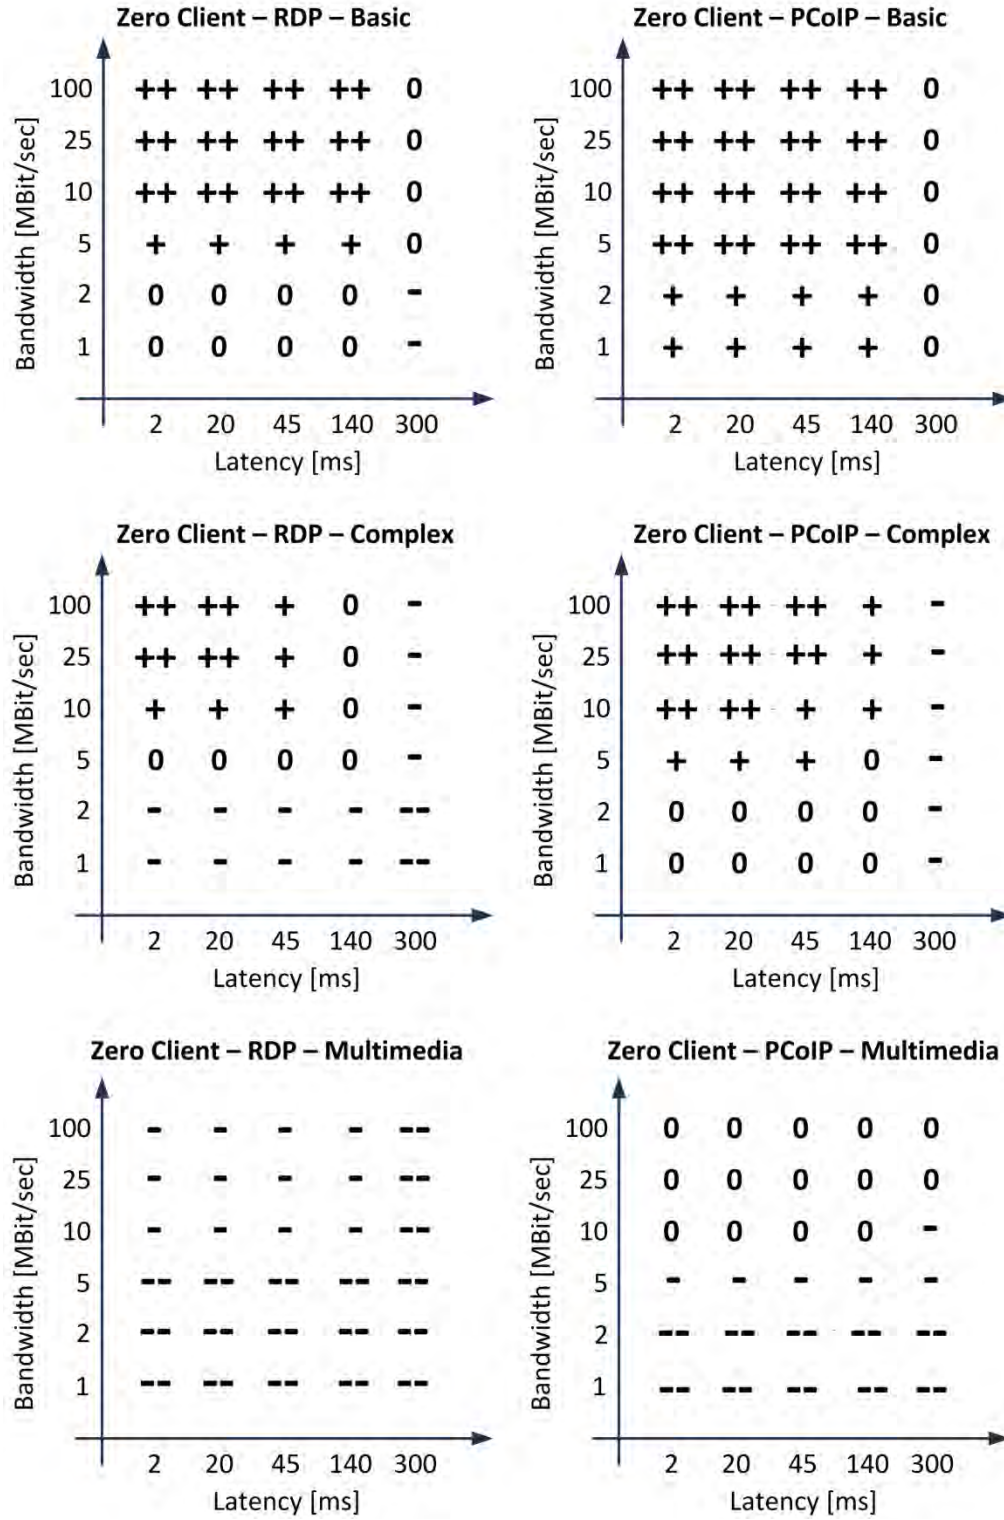 Zero Client – RDP – Basic
Bandwidth [MBit/sec]
100 ++ ++ ++ ++ 0
25 ++ ++ ++ ++ 0
10 ++ ++ ++ ++ 0
5 + + + + 0
2 0 0 0 0 -
1 0 0 0 0 -
2 20 45 140 300
Latency [ms]
Zero Client – PCoIP – Basic
Bandwidth [MBit/sec]
100 ++ ++ ++ ++ 0
25 ++ ++ ++ ++ 0
10 ++ ++ ++ ++ 0
5 ++ ++ ++ ++ 0
2 + + + + 0
1 + + + + 0
2 20 45 140 300
Latency [ms]
Zero Client – RDP – Complex
Bandwidth [MBit/sec]
100 ++ ++ + 0 -
25 ++ ++ + 0 -
10 + + + 0 -
5 0 0 0 0 -
2 - - - - --
1 - - - - --
2 20 45 140 300
Latency [ms]
Zero Client – PCoIP – Complex
Bandwidth [MBit/sec]
100 ++ ++ ++ + -
25 ++ ++ ++ + -
10 ++ ++ + + -
5 + + + 0 -
2 0 0 0 0 -
1 0 0 0 0 -
2 20 45 140 300
Latency [ms]
Zero Client – RDP – Multimedia
Bandwidth [MBit/sec]
100 - - - - --
25 - - - - --
10 - - - - --
5 -- -- -- -- --
2 -- -- -- -- --
1 -- -- -- -- --
2 20 45 140 300
Latency [ms]
Zero Client – PCoIP – Multimedia
Bandwidth [MBit/sec]
100 0 0 0 0 0
25 0 0 0 0 0
10 0 0 0 0 -
5 - - - - -
2 -- -- -- -- --
1 -- -- -- -- --
2 20 45 140 300
Latency [ms]